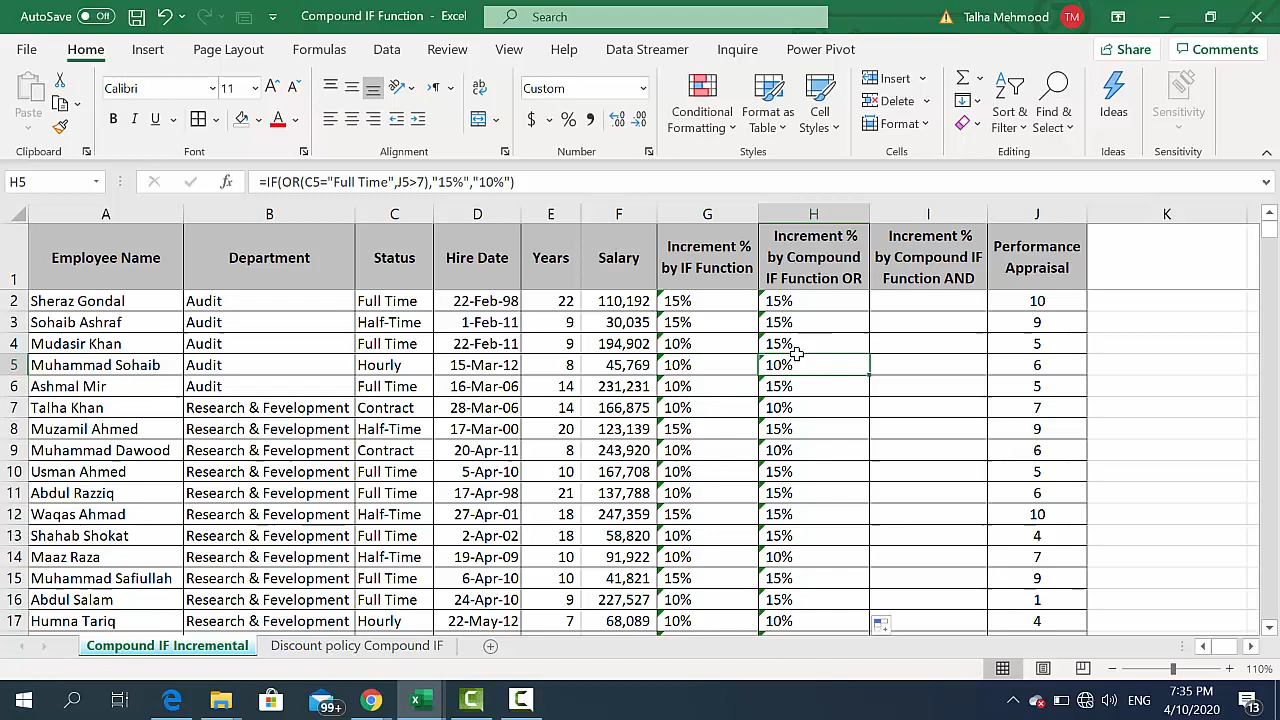 AutoSave Off Compound IF Function - Excel Search Talha Mehmood TM
File Home Insert Page Layout Formulas Data Review View Help Data Streamer Inquire Power Pivot Share Comments
Paste Calibri 11 Custom Conditional Formatting Format as Table Cell Styles Insert Delete Format Sort & Filter Find & Select Ideas Sensitivity
Clipboard Font Alignment Number Styles Cells Editing Ideas Sensitivity
H5 fx =IF(OR(C5="Full Time",J5>7),"15%","10%")
A B C D E F G H I J K
1 Employee Name Department Status Hire Date Years Salary Increment % by IF Function Increment % by Compound IF Function OR Increment % by Compound IF Function AND Performance Appraisal
2 Sheraz Gondal Audit Full Time 22-Feb-98 22 110,192 15% 15% 10
3 Sohaib Ashraf Audit Half-Time 1-Feb-11 9 30,035 15% 15% 9
4 Mudasir Khan Audit Full Time 22-Feb-11 9 194,902 10% 15% 5
5 Muhammad Sohaib Audit Hourly 15-Mar-12 8 45,769 10% 10% 6
6 Ashmal Mir Audit Full Time 16-Mar-06 14 231,231 10% 15% 5
7 Talha Khan Research & Fevelopment Contract 28-Mar-06 14 166,875 10% 10% 7
8 Muzamil Ahmed Research & Fevelopment Half-Time 17-Mar-00 20 123,139 15% 15% 9
9 Muhammad Dawood Research & Fevelopment Contract 20-Apr-11 8 243,920 10% 10% 6
10 Usman Ahmed Research & Fevelopment Full Time 5-Apr-10 10 167,708 10% 15% 5
11 Abdul Razziq Research & Fevelopment Full Time 17-Apr-98 21 137,788 10% 15% 6
12 Waqas Ahmad Research & Fevelopment Half-Time 27-Apr-01 18 247,359 15% 15% 10
13 Shahab Shokat Research & Fevelopment Full Time 2-Apr-02 18 58,820 10% 15% 4
14 Maaz Raza Research & Fevelopment Half-Time 19-Apr-09 10 91,922 10% 10% 7
15 Muhammad Safiullah Research & Fevelopment Full Time 6-Apr-10 10 41,821 15% 15% 9
16 Abdul Salam Research & Fevelopment Full Time 24-Apr-10 9 227,527 10% 15% 1
17 Humna Tariq Research & Fevelopment Hourly 22-May-12 7 68,089 10% 10% 4
Compound IF Incremental Discount policy Compound IF
110%
99+ ENG 7:35 PM 13
4/10/2020